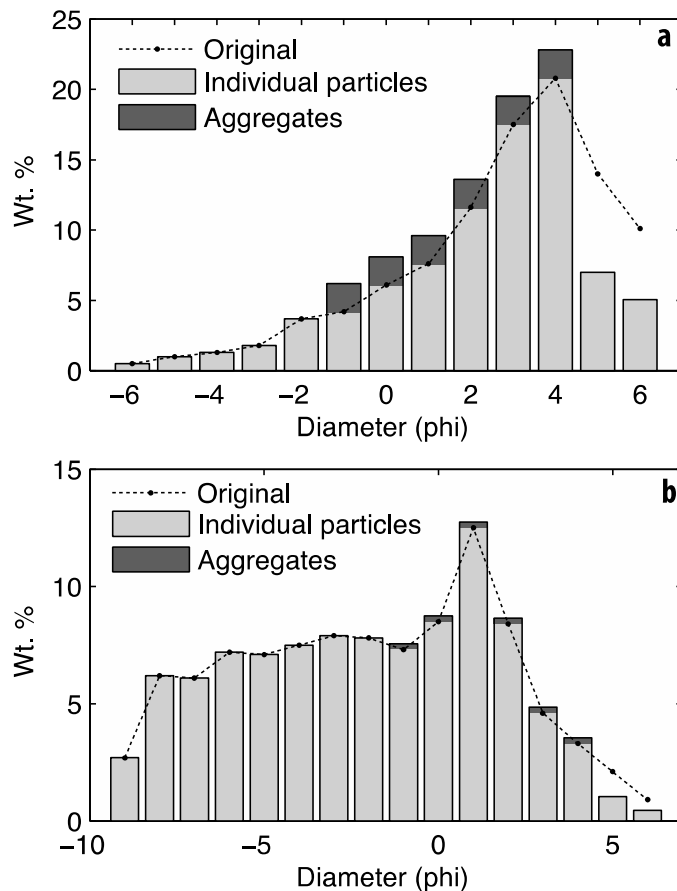 25
20
15
10
5
0
Wt. %
a
Original
Individual particles
Aggregates
−6 −4 −2 0 2 4 6
Diameter (phi)
15
10
5
0
Wt. %
b
Original
Individual particles
Aggregates
−10 −5 0 5
Diameter (phi)